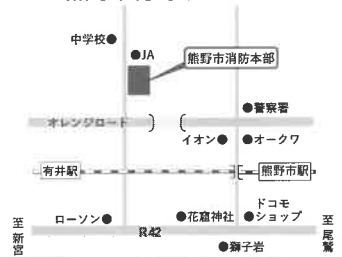 中学校●
●JA
熊野市消防本部
●警察署
オレンジロード
イオン●
●オークワ
有井駅
熊野市駅
ドコモ
ローソン●
●花窟神社
●ショップ
至新宮
至尾鷲
R42
●獅子岩